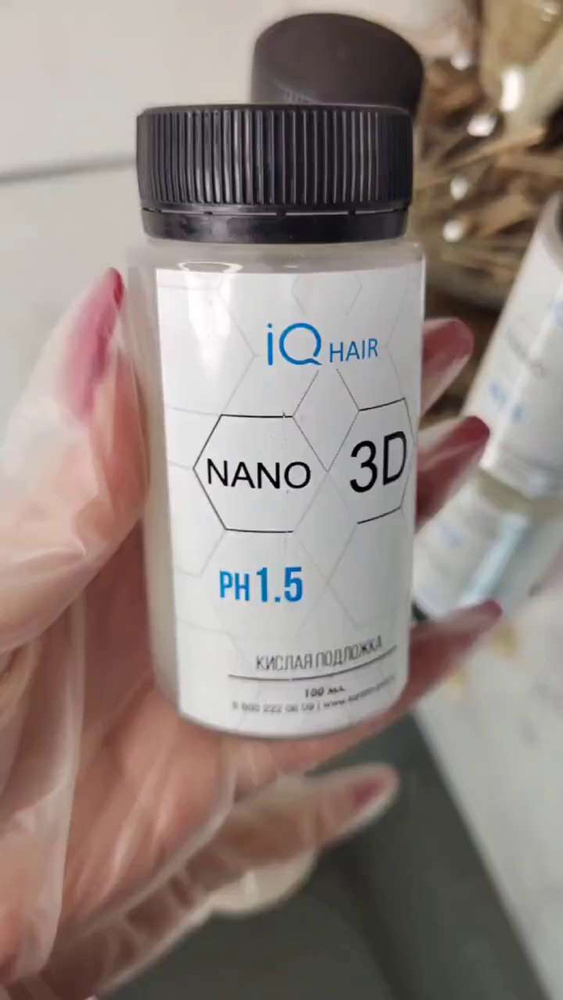 iQ HAIR
NANO 3D
PH 1.5
КИСЛАЯ ПОДЛОЖКА
100 мл.